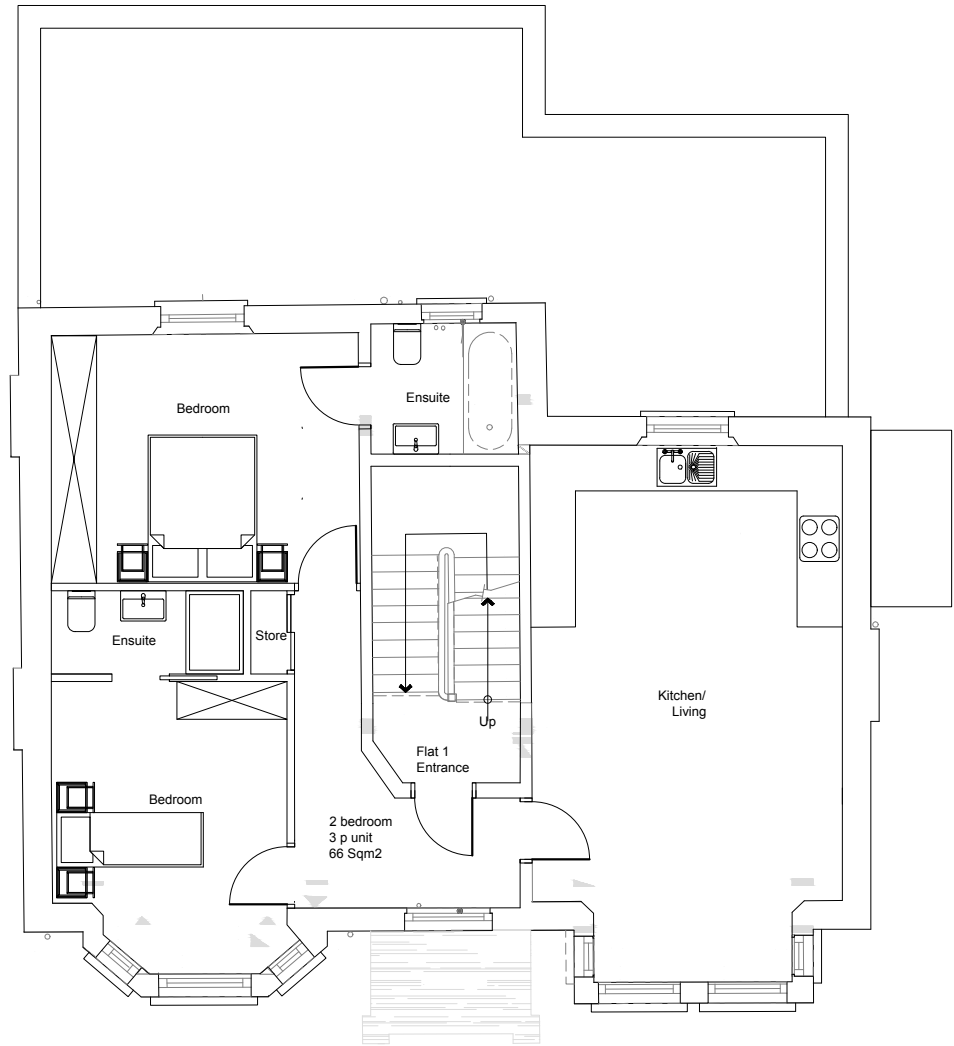 Bedroom
Ensuite
Ensuite
Store
Kitchen/
Living
Up
Flat 1
Entrance
Bedroom
2 bedroom
3 p unit
66 Sqm2